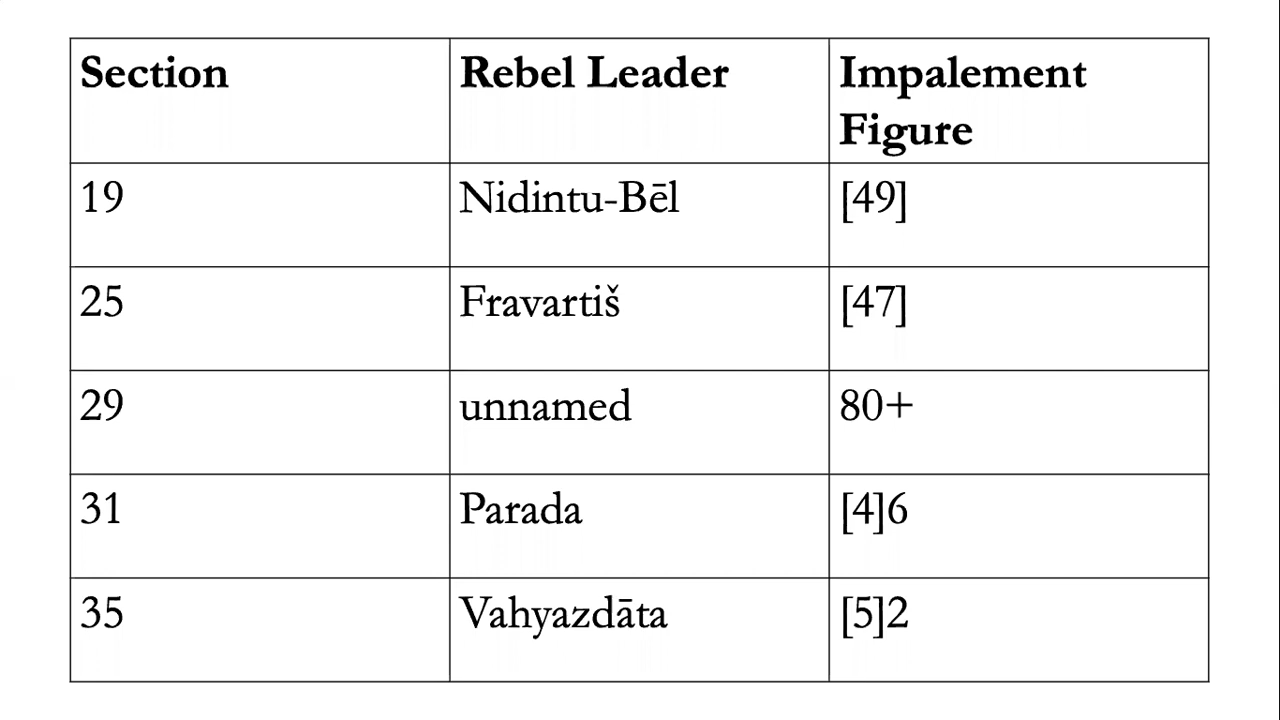 Section Rebel Leader Impalement
Figure
19 Nidintu-Bēl [49]
25 Fravartiš [47]
29 unnamed 80+
31 Parada [4]6
35 Vahyazdāta [5]2